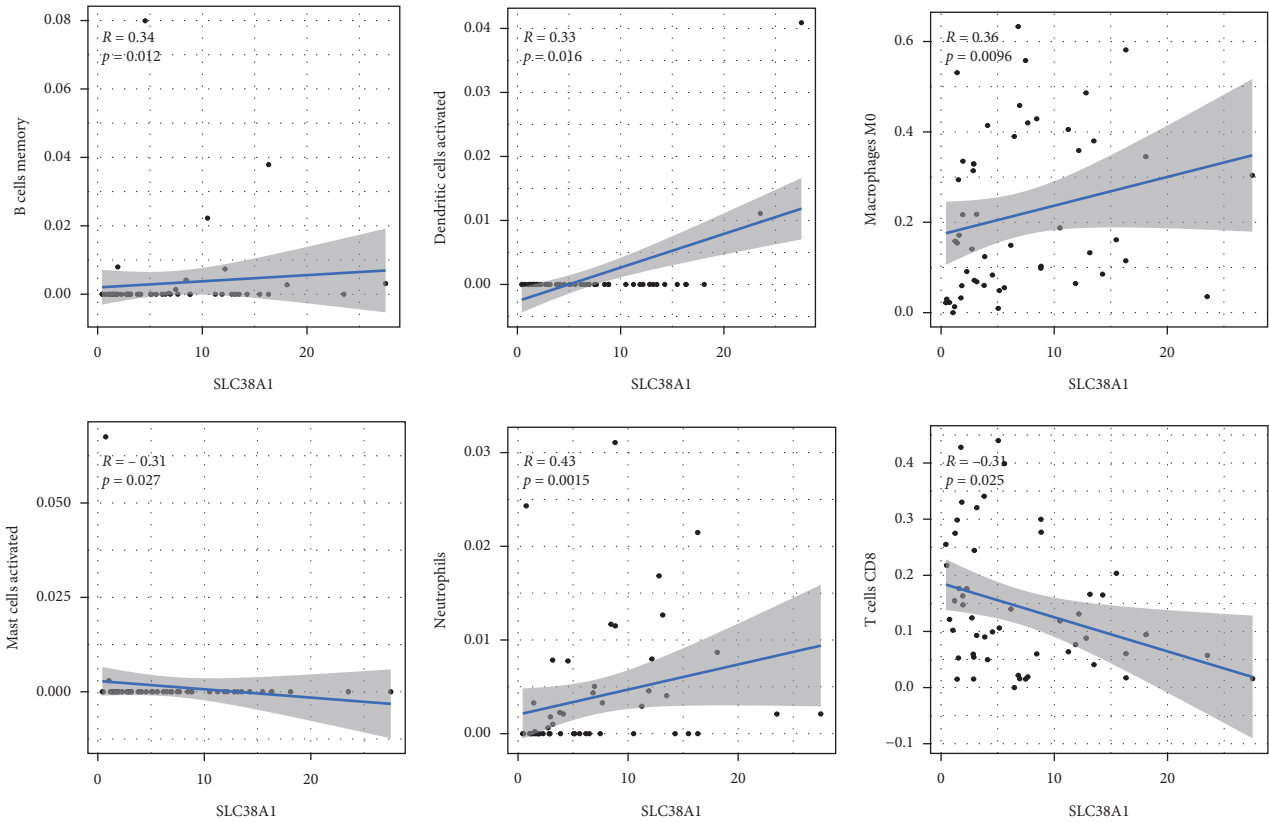 R = 0.34
p = 0.012
0.08
0.06
0.04
0.02
0.00
B cells memory
0 10 20
SLC38A1
R = 0.33
p = 0.016
0.04
0.03
0.02
0.01
0.00
Dendritic cells activated
0 10 20
SLC38A1
R = 0.36
p = 0.0096
0.6
0.4
0.2
0.0
Macrophages M0
0 10 20
SLC38A1
R = – 0.31
p = 0.027
0.050
0.025
0.000
Mast cells activated
0 10 20
SLC38A1
R = 0.43
p = 0.0015
0.03
0.02
0.01
0.00
Neutrophils
0 10 20
SLC38A1
R = –0.31
p = 0.025
0.4
0.3
0.2
0.1
0.0
–0.1
T cells CD8
0 10 20
SLC38A1